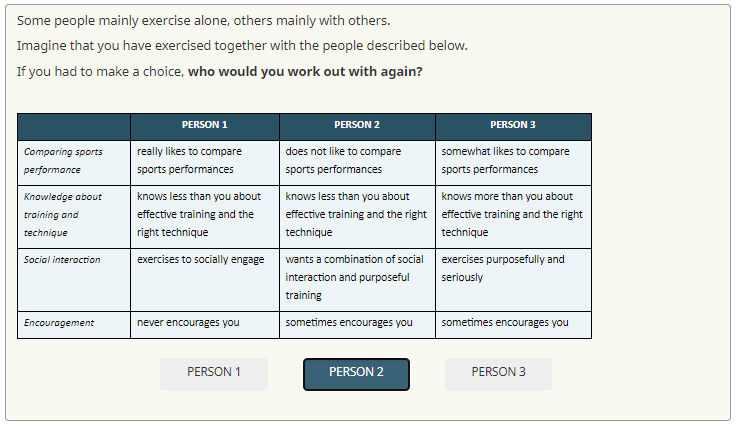 Some people mainly exercise alone, others mainly with others.
Imagine that you have exercised together with the people described below.
If you had to make a choice, who would you work out with again?
PERSON 1 PERSON 2 PERSON 3
Comparing sports performance
really likes to compare sports performances
does not like to compare sports performances
somewhat likes to compare sports performances
Knowledge about training and technique
knows less than you about effective training and the right technique
knows less than you about effective training and the right technique
knows more than you about effective training and the right technique
Social interaction
exercises to socially engage
wants a combination of social interaction and purposeful training
exercises purposefully and seriously
Encouragement
never encourages you
sometimes encourages you
sometimes encourages you
PERSON 1 PERSON 2 PERSON 3